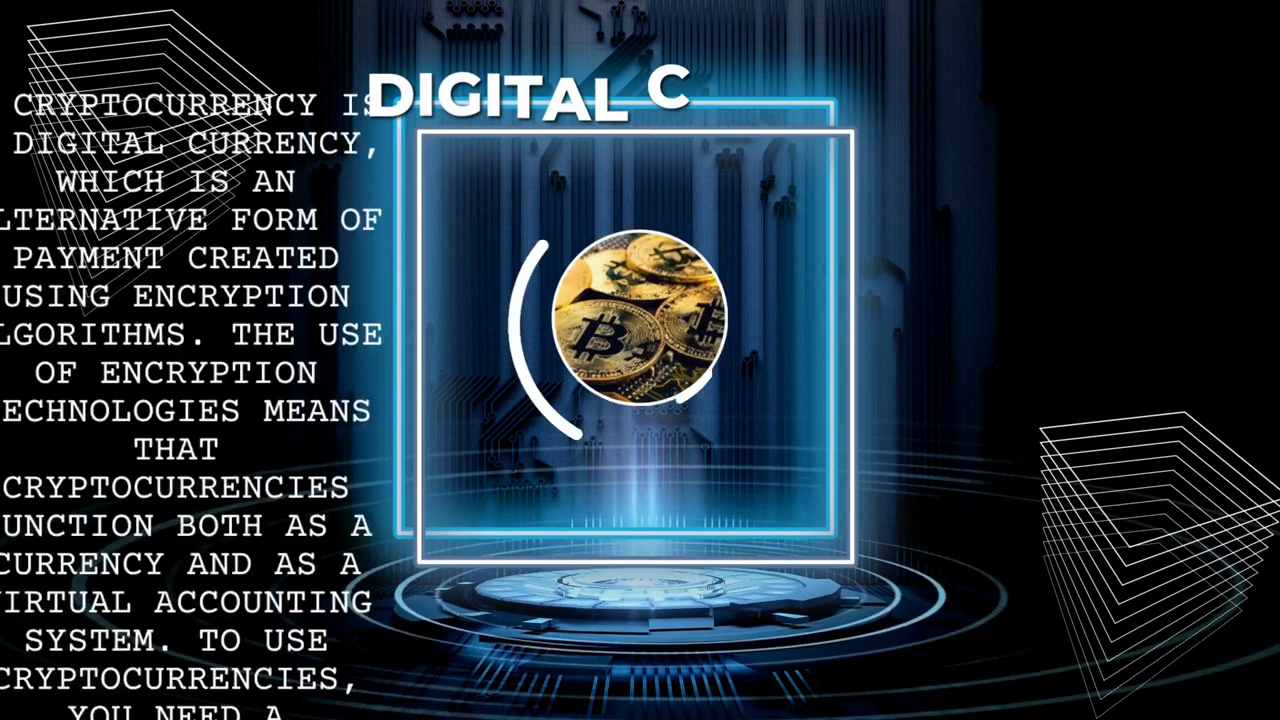 DIGITAL C
CRYPTOCURRENCY IS
DIGITAL CURRENCY,
WHICH IS AN
LTERNATIVE FORM OF
PAYMENT CREATED
USING ENCRYPTION
LGORITHMS. THE USE
OF ENCRYPTION
ECHNOLOGIES MEANS
THAT
CRYPTOCURRENCIES
UNCTION BOTH AS A
CURRENCY AND AS A
VIRTUAL ACCOUNTING
SYSTEM. TO USE
CRYPTOCURRENCIES,
YOU NEED A